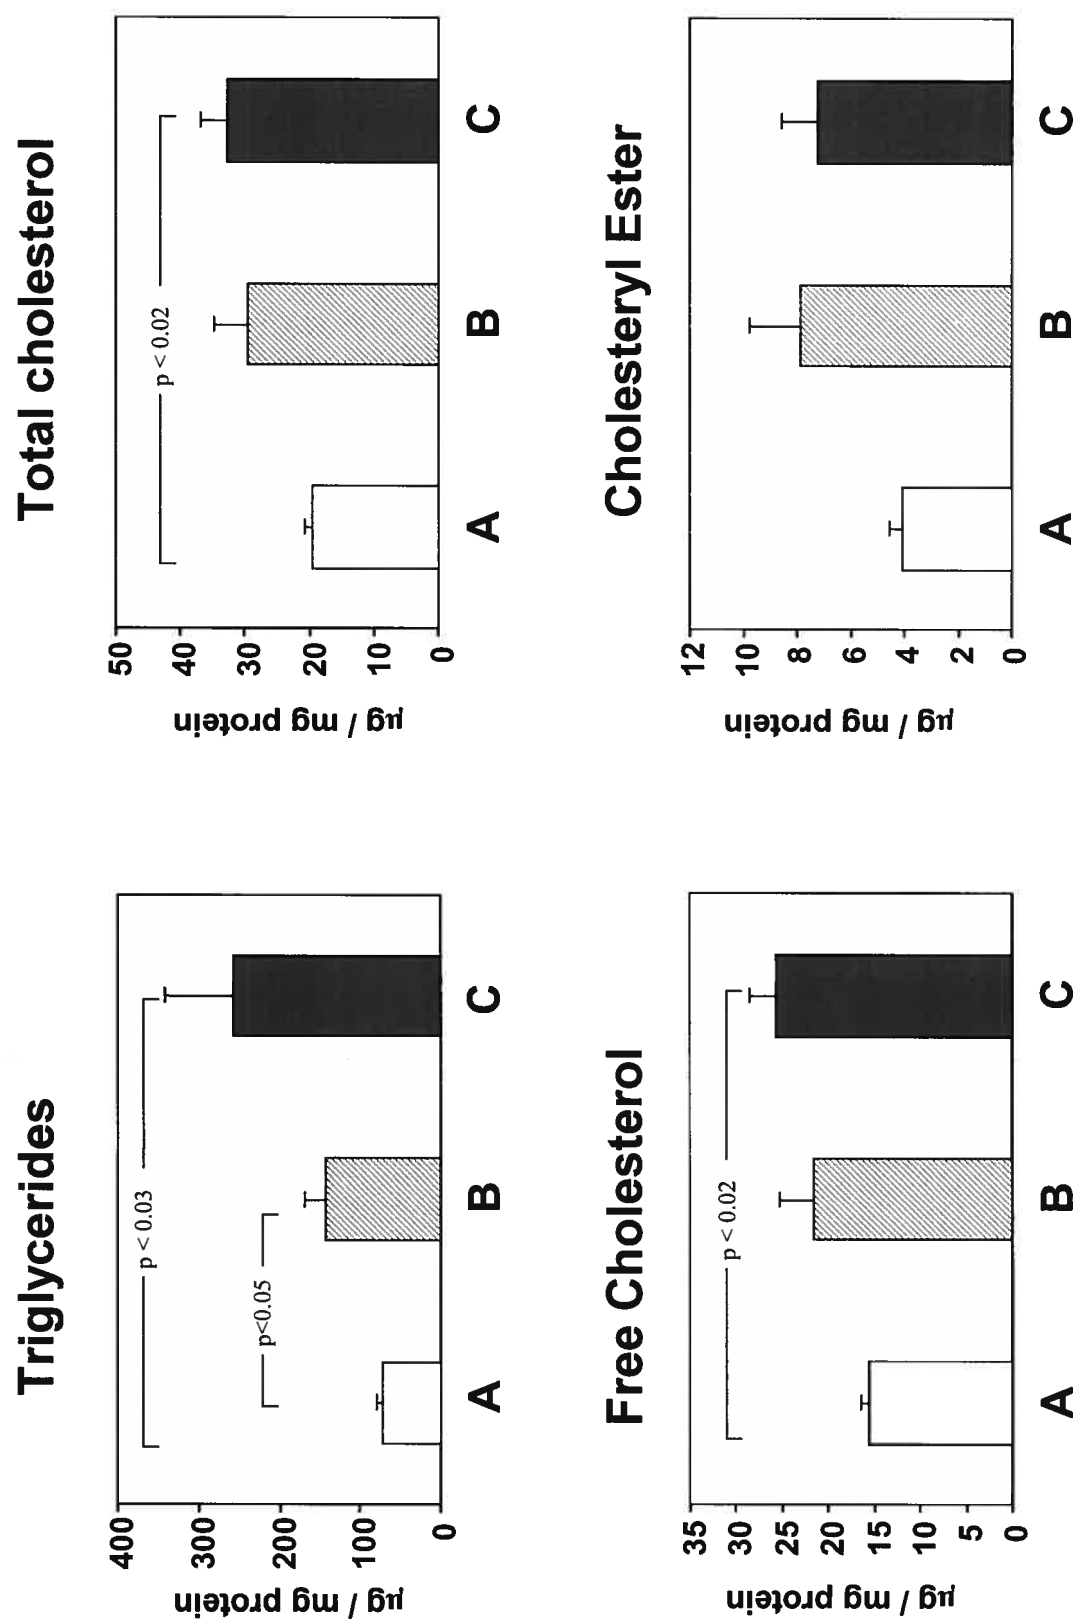 Triglycerides
μg / mg protein
400
300
200
100
0
p < 0.03
p<0.05
A
B
C
Total cholesterol
μg / mg protein
50
40
30
20
10
0
p < 0.02
A
B
C
Free Cholesterol
μg / mg protein
35
30
25
20
15
10
5
0
p < 0.02
A
B
C
Cholesteryl Ester
μg / mg protein
12
10
8
6
4
2
0
A
B
C